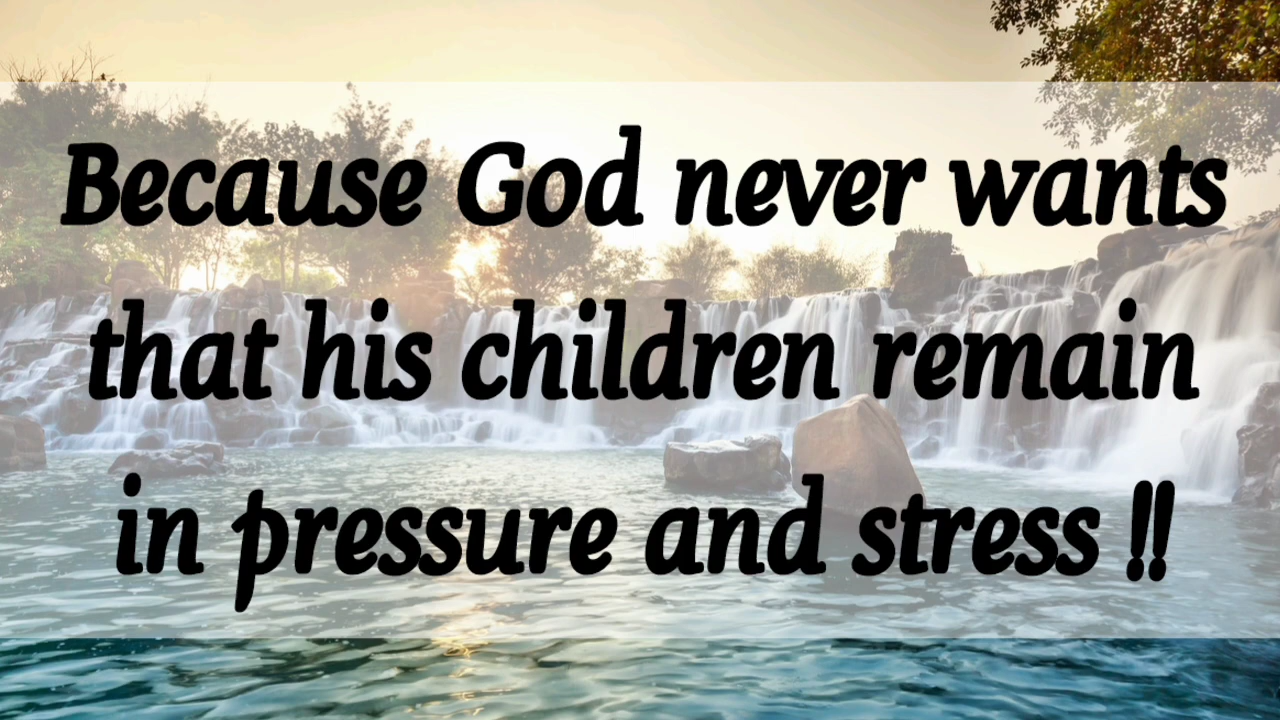 Because God never wants
that his children remain
in pressure and stress !!